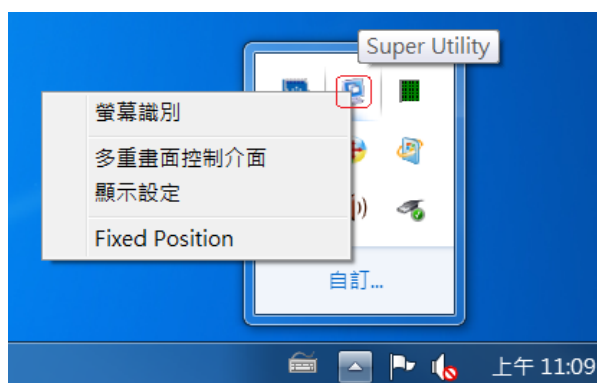 Super Utility
螢幕識別
多重畫面控制介面
顯示設定
Fixed Position
自訂...
上午 11:09